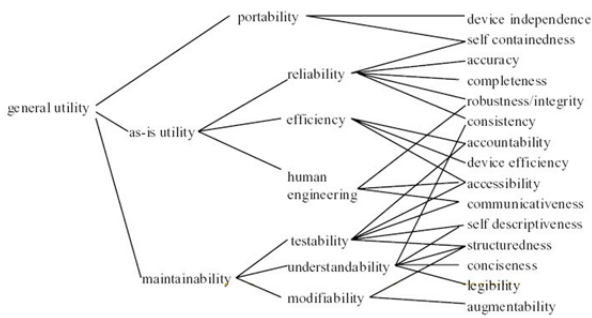 portability
device independence
self containedness
reliability
accuracy
completeness
general utility
robustness/integrity
as-is utility
efficiency
consistency
accountability
device efficiency
human
engineering
accessibility
communicativeness
testability
self descriptiveness
structuredness
maintainability
understandability
conciseness
modifiability
legibility
augmentability